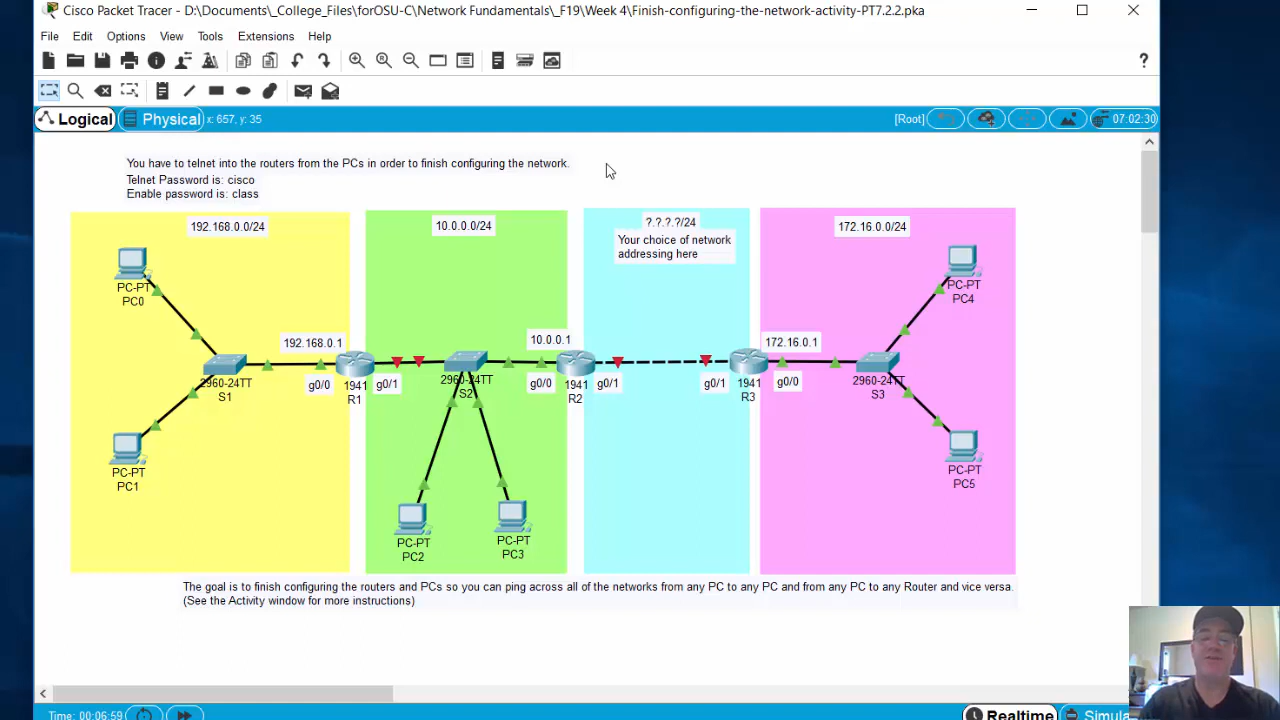 Cisco Packet Tracer - D:\Documents\_College_Files\forOSU-C\Network Fundamentals\_F19\Week 4\Finish-configuring-the-network-activity-PT7.2.2.pka
File Edit Options View Tools Extensions Help
?
Logical Physical x: 657, y: 35 [Root] 07:02:30
You have to telnet into the routers from the PCs in order to finish configuring the network.
Telnet Password is: cisco
Enable password is: class
192.168.0.0/24
10.0.0.0/24
?.?.?.?/24
Your choice of network
addressing here
172.16.0.0/24
PC-PT
PC0
PC-PT
PC4
192.168.0.1
10.0.0.1
172.16.0.1
2960-24TT
S1
g0/0
1941
R1
g0/1
2960-24TT
S2
g0/0
1941
R2
g0/1
g0/1
1941
R3
g0/0
2960-24TT
S3
PC-PT
PC1
PC-PT
PC2
PC-PT
PC3
PC-PT
PC5
The goal is to finish configuring the routers and PCs so you can ping across all of the networks from any PC to any PC and from any PC to any Router and vice versa.
(See the Activity window for more instructions)
Time: 00:06:59 Realtime Simula